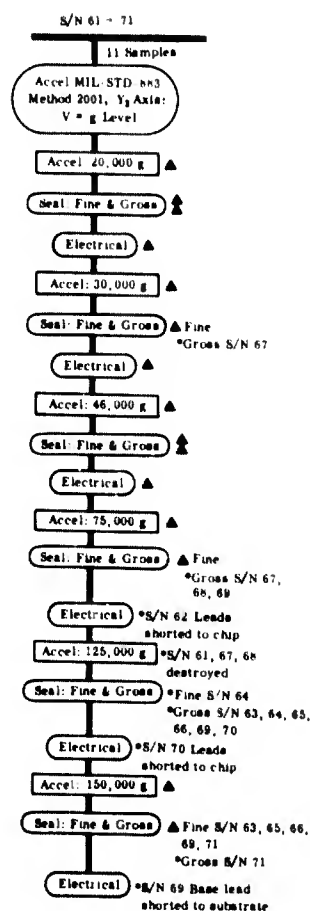 S/N 61 - 71
11 Samples
Accel MIL-STD-883
Method 2001, Y₁ Axis:
V = g Level
Accel 20,000 g ▲
Seal: Fine & Gross ▲▲
Electrical ▲
Accel: 30,000 g ▲
Seal: Fine & Gross ▲ Fine
*Gross S/N 67
Electrical ▲
Accel: 46,000 g ▲
Seal: Fine & Gross ▲▲
Electrical ▲
Accel: 75,000 g ▲
Seal: Fine & Gross ▲ Fine
*Gross S/N 67,
68, 69
Electrical *S/N 62 Leads
shorted to chip
Accel: 125,000 g *S/N 61, 67, 68
destroyed
Seal: Fine & Gross *Fine S/N 64
*Gross S/N 63, 64, 65,
66, 69, 70
Electrical *S/N 70 Leads
shorted to chip
Accel: 150,000 g ▲
Seal: Fine & Gross ▲ Fine S/N 63, 65, 66,
69, 71
*Gross S/N 71
Electrical *S/N 69 Base lead
shorted to substrate